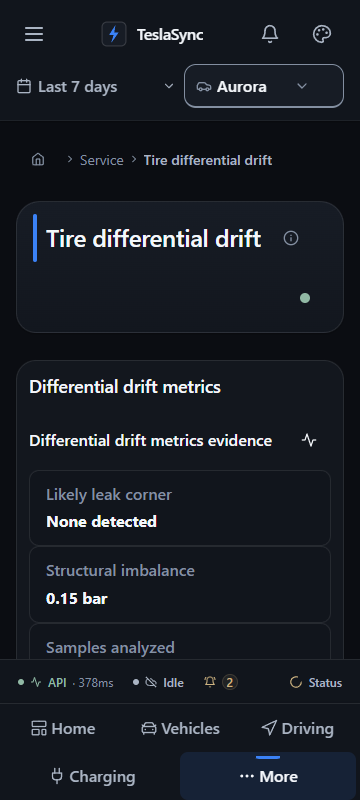 TeslaSync
Last 7 days
Aurora
Service
Tire differential drift
Tire differential drift
Differential drift metrics
Differential drift metrics evidence
Likely leak corner
None detected
Structural imbalance
0.15 bar
Samples analyzed
API · 378ms
Idle
2
Status
Home
Vehicles
Driving
Charging
More